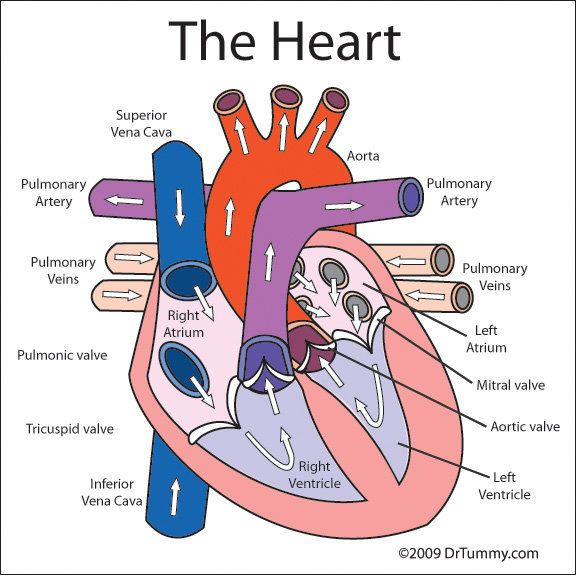 The Heart
Superior
Vena Cava
Aorta
Pulmonary
Artery
Pulmonary
Artery
Pulmonary
Veins
Pulmonary
Veins
Right
Atrium
Left
Atrium
Pulmonic valve
Mitral valve
Tricuspid valve
Aortic valve
Right
Ventricle
Left
Ventricle
Inferior
Vena Cava
©2009 DrTummy.com